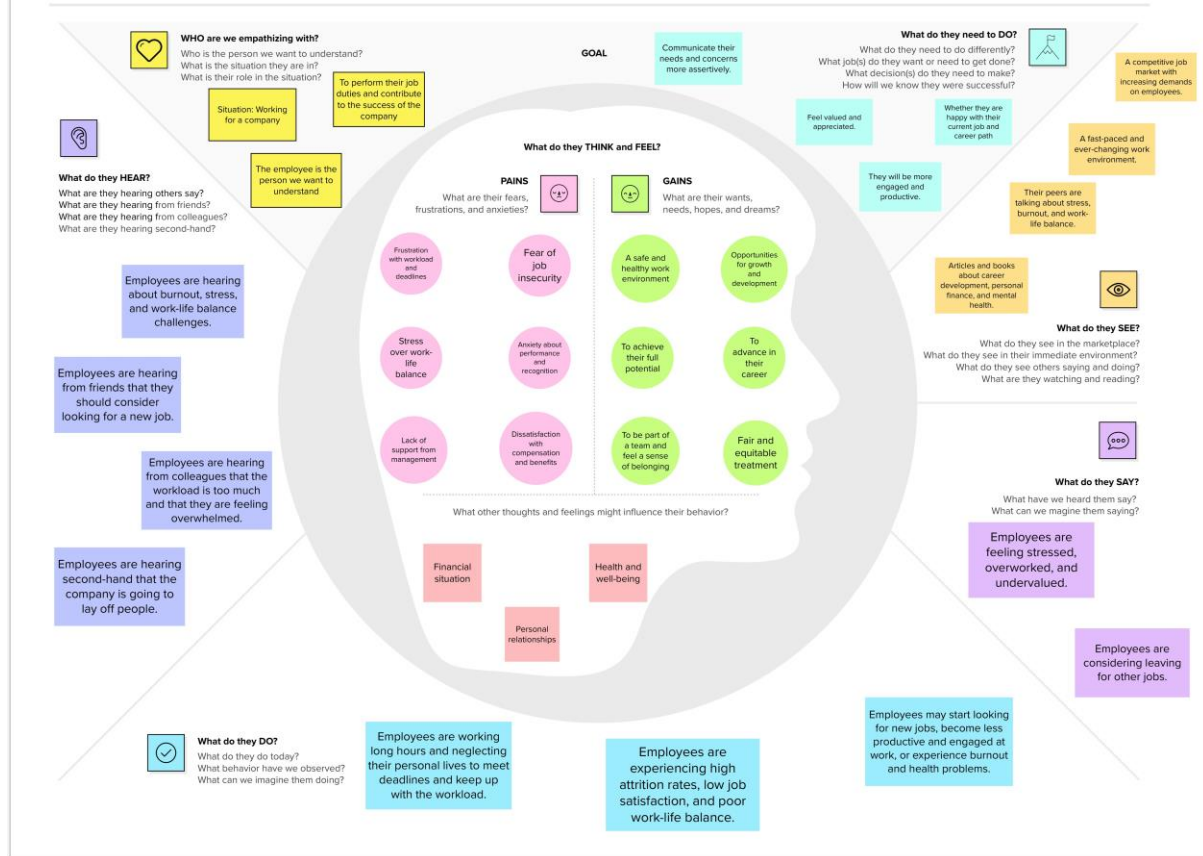 WHO are we empathizing with?
Who is the person we want to understand?
What is the situation they are in?
What is their role in the situation?
Situation: Working
for a company
To perform their job
duties and contribute
to the success of the
company
The employee is the
person we want to
understand
GOAL
Communicate their
needs and concerns
more assertively.
What do they need to DO?
What do they need to do differently?
What job(s) do they want or need to get done?
What decision(s) do they need to make?
How will we know they were successful?
Feel valued and
appreciated.
Whether they are
happy with their
current job and
career path
They will be more
engaged and
productive.
A competitive job
market with
increasing demands
on employees.
A fast-paced and
ever-changing work
environment.
Their peers are
talking about stress,
burnout, and work-
life balance.
Articles and books
about career
development, personal
finance, and mental
health.
What do they SEE?
What do they see in the marketplace?
What do they see in their immediate environment?
What do they see others saying and doing?
What are they watching and reading?
What do they HEAR?
What are they hearing others say?
What are they hearing from friends?
What are they hearing from colleagues?
What are they hearing second-hand?
Employees are hearing
about burnout, stress,
and work-life balance
challenges.
Employees are hearing
from friends that they
should consider
looking for a new job.
Employees are hearing
from colleagues that the
workload is too much
and that they are feeling
overwhelmed.
Employees are hearing
second-hand that the
company is going to
lay off people.
What do they THINK and FEEL?
PAINS
What are their fears,
frustrations, and anxieties?
Frustration
with workload
and
deadlines
Fear of
job
insecurity
Stress
over work-
life
balance
Anxiety about
performance
and
recognition
Lack of
support from
management
Dissatisfaction
with
compensation
and benefits
GAINS
What are their wants,
needs, hopes, and dreams?
A safe and
healthy work
environment
Opportunities
for growth
and
development
To achieve
their full
potential
To
advance in
their
career
To be part of
a team and
feel a sense
of belonging
Fair and
equitable
treatment
What other thoughts and feelings might influence their behavior?
Financial
situation
Health and
well-being
Personal
relationships
What do they SAY?
What have we heard them say?
What can we magine them saying?
Employees are
feeling stressed,
overworked, and
undervalued.
Employees are
considering leaving
for other jobs.
What do they DO?
What do they do today?
What behavior have we observed?
What can we imagine them doing?
Employees are working
long hours and neglecting
their personal lives to meet
deadlines and keep up
with the workload.
Employees are
experiencing high
attrition rates, low job
satisfaction, and poor
work-life balance.
Employees may start looking
for new jobs, become less
productive and engaged at
work, or experience burnout
and health problems.